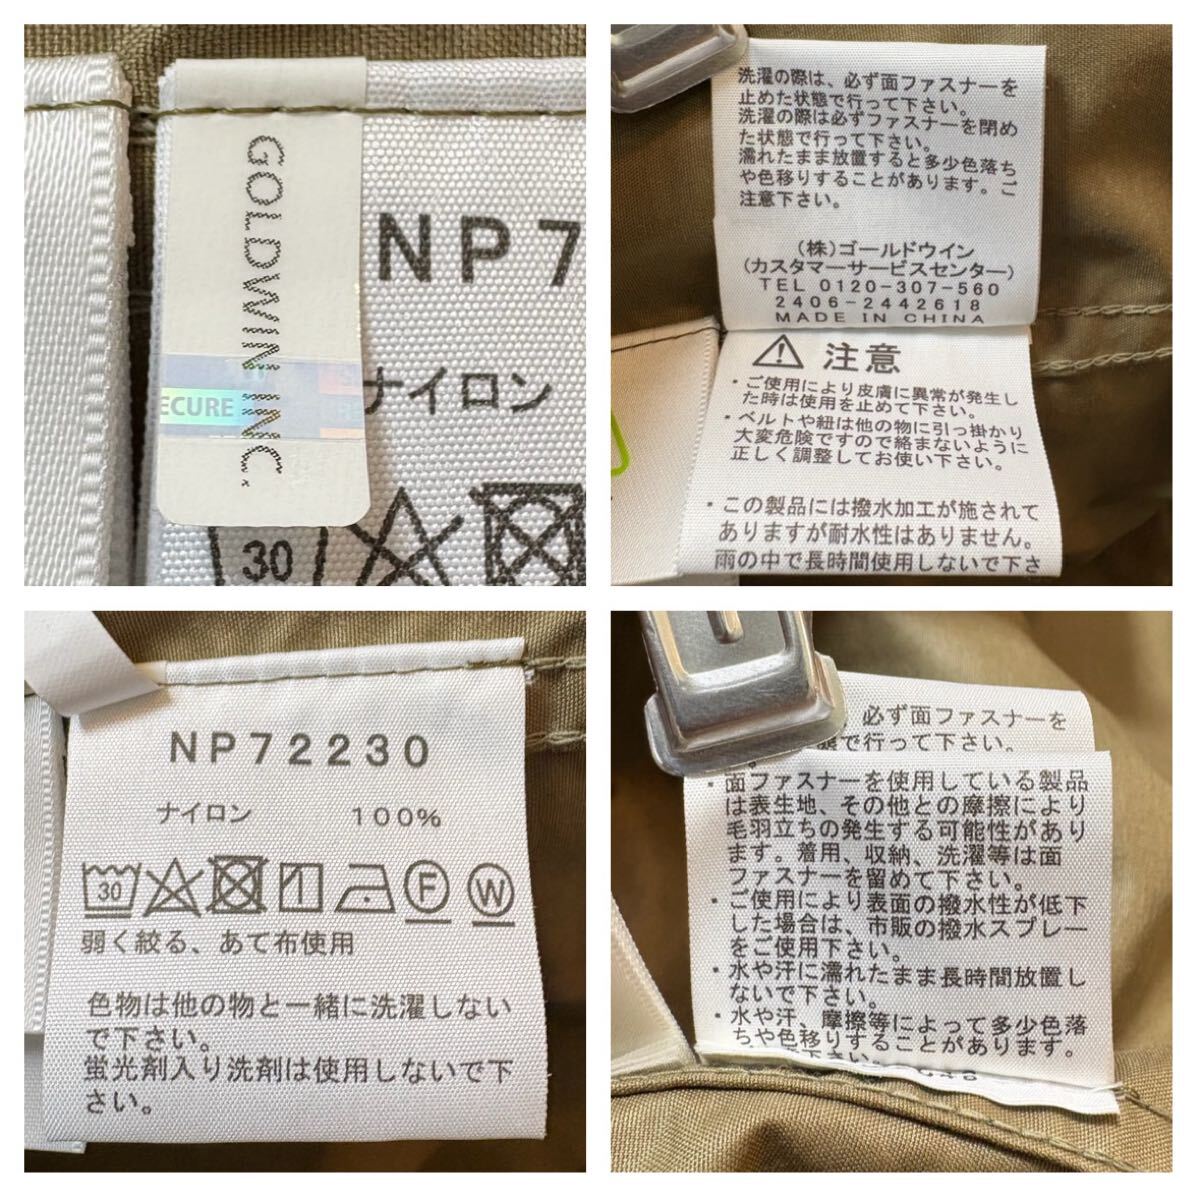 GOLDWIN INC.
ECURE
NP7
ナイロン
30
洗濯の際は、必ず面ファスナーを
止めた状態で行って下さい。
洗濯の際は必ずファスナーを閉め
た状態で行って下さい。
濡れたまま放置すると多少色落ち
や色移りすることがあります。ご
注意下さい。
(株)ゴールドウイン
(カスタマーサービスセンター)
TEL 0120-307-560
2406-2442618
MADE IN CHINA
注意
・ご使用により皮膚に異常が発生し
た時は使用を止めて下さい。
・ベルトや紐は他の物に引っ掛かり
大変危険ですので絡まないように
正しく調整してお使い下さい。
・この製品には撥水加工が施されて
ありますが耐水性はありません。
雨の中で長時間使用しないで下さ
NP72230
ナイロン 100%
30 F W
弱く絞る、あて布使用
色物は他の物と一緒に洗濯しない
で下さい。
蛍光剤入り洗剤は使用しないで下
さい。
、必ず面ファスナーを
態で行って下さい。
・面ファスナーを使用している製品
は表生地、その他との摩擦により
毛羽立ちの発生する可能性があり
ます。着用、収納、洗濯等は面
ファスナーを留めて下さい。
・ご使用により表面の撥水性が低下
した場合は、市販の撥水スプレー
をご使用下さい。
・水や汗に濡れたまま長時間放置し
ないで下さい。
・水や汗、摩擦等によって多少色落
ちや色移りすることがあります。